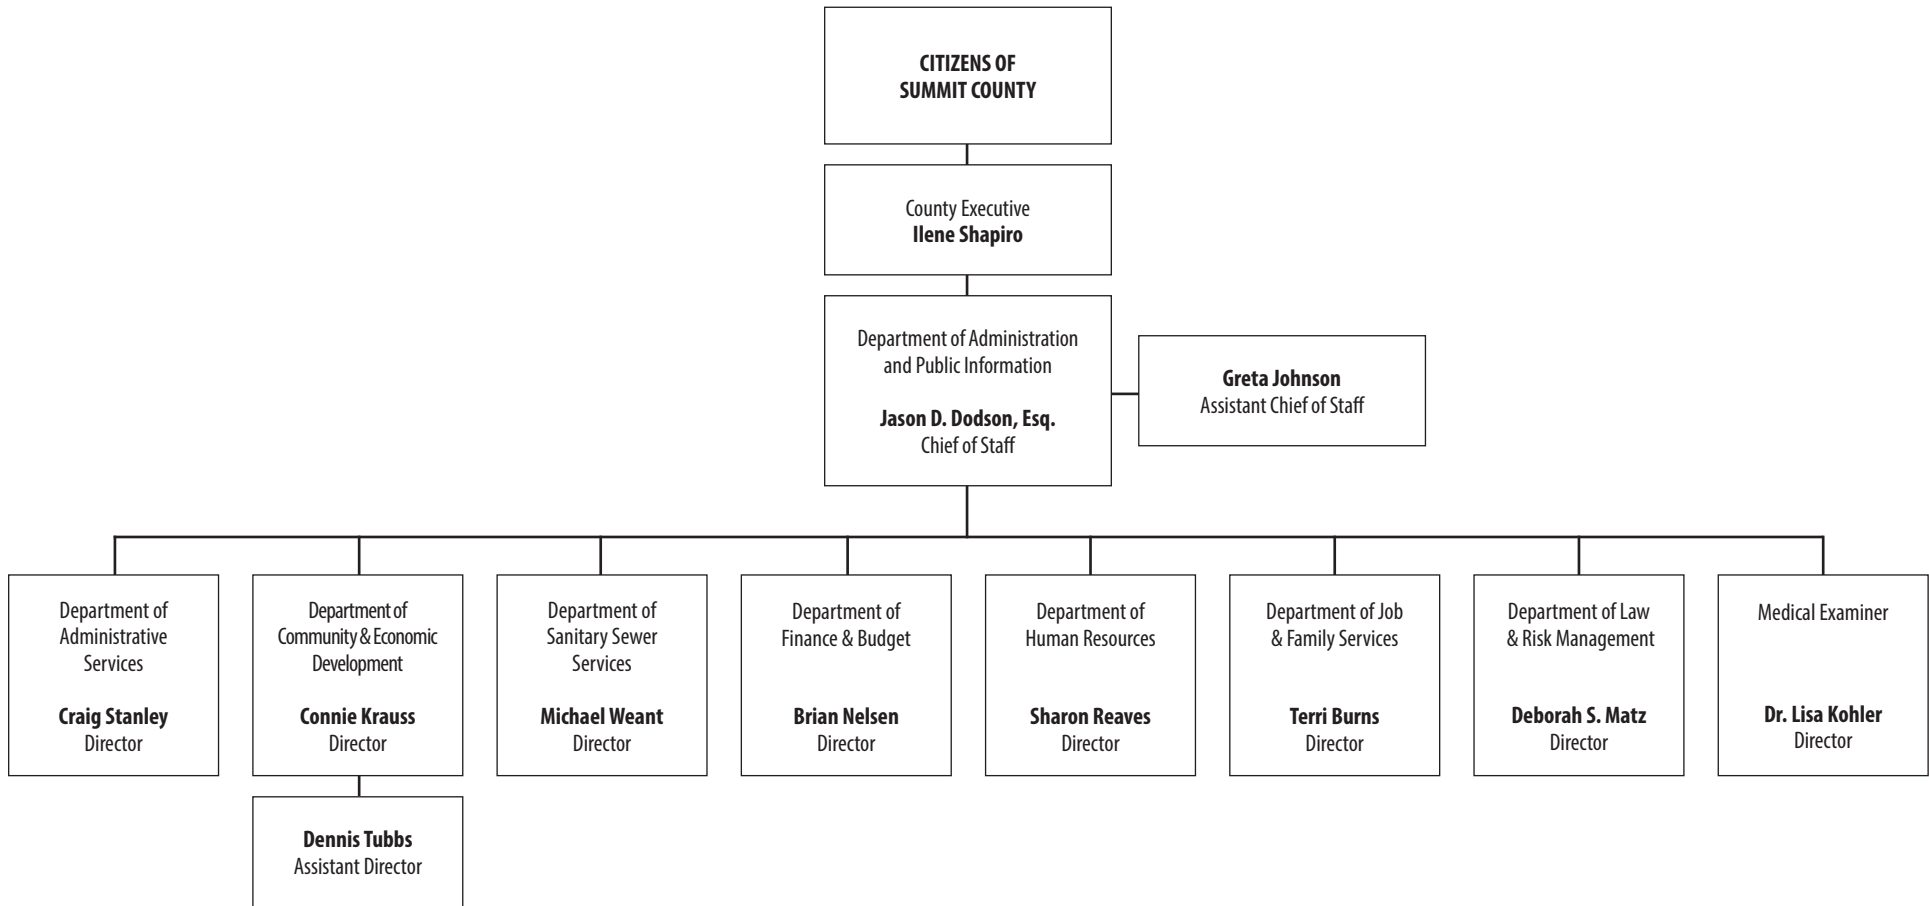 CITIZENS OF
SUMMIT COUNTY
County Executive
Ilene Shapiro
Department of Administration
and Public Information
Jason D. Dodson, Esq.
Chief of Staff
Greta Johnson
Assistant Chief of Staff
Department of
Administrative
Services
Craig Stanley
Director
Department of
Community & Economic
Development
Connie Krauss
Director
Department of
Sanitary Sewer
Services
Michael Weant
Director
Department of
Finance & Budget
Brian Nelsen
Director
Department of
Human Resources
Sharon Reaves
Director
Department of Job
& Family Services
Terri Burns
Director
Department of Law
& Risk Management
Deborah S. Matz
Director
Medical Examiner
Dr. Lisa Kohler
Director
Dennis Tubbs
Assistant Director